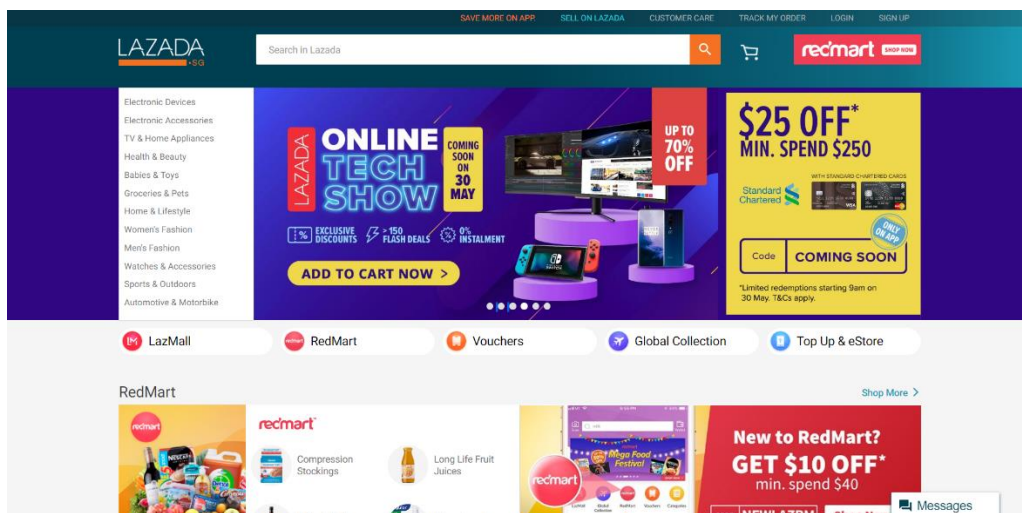 SAVE MORE ON APP
SELL ON LAZADA
CUSTOMER CARE
TRACK MY ORDER
LOGIN
SIGN UP
LAZADA
.SG
Search in Lazada
redmart SHOP NOW
Electronic Devices
Electronic Accessories
TV & Home Appliances
Health & Beauty
Babies & Toys
Groceries & Pets
Home & Lifestyle
Women's Fashion
Men's Fashion
Watches & Accessories
Sports & Outdoors
Automotive & Motorbike
LAZADA
ONLINE
TECH
SHOW
COMING
SOON
ON
30
MAY
UP TO
70%
OFF
EXCLUSIVE
DISCOUNTS
> 150
FLASH DEALS
0%
INSTALMENT
ADD TO CART NOW >
$25 OFF*
MIN. SPEND $250
WITH STANDARD CHARTERED CARDS
Standard
Chartered
ONLY
ON APP
Code
COMING SOON
*Limited redemptions starting 9am on
30 May. T&Cs apply.
LazMall
RedMart
Vouchers
Global Collection
Top Up & eStore
RedMart
Shop More >
redmart
redmart
Compression
Stockings
Long Life Fruit
Juices
Mega Food
Festival
redmart
LazMall
Global
Collection
RedMart
Vouchers
Categories
New to RedMart?
GET $10 OFF*
min. spend $40
Messages